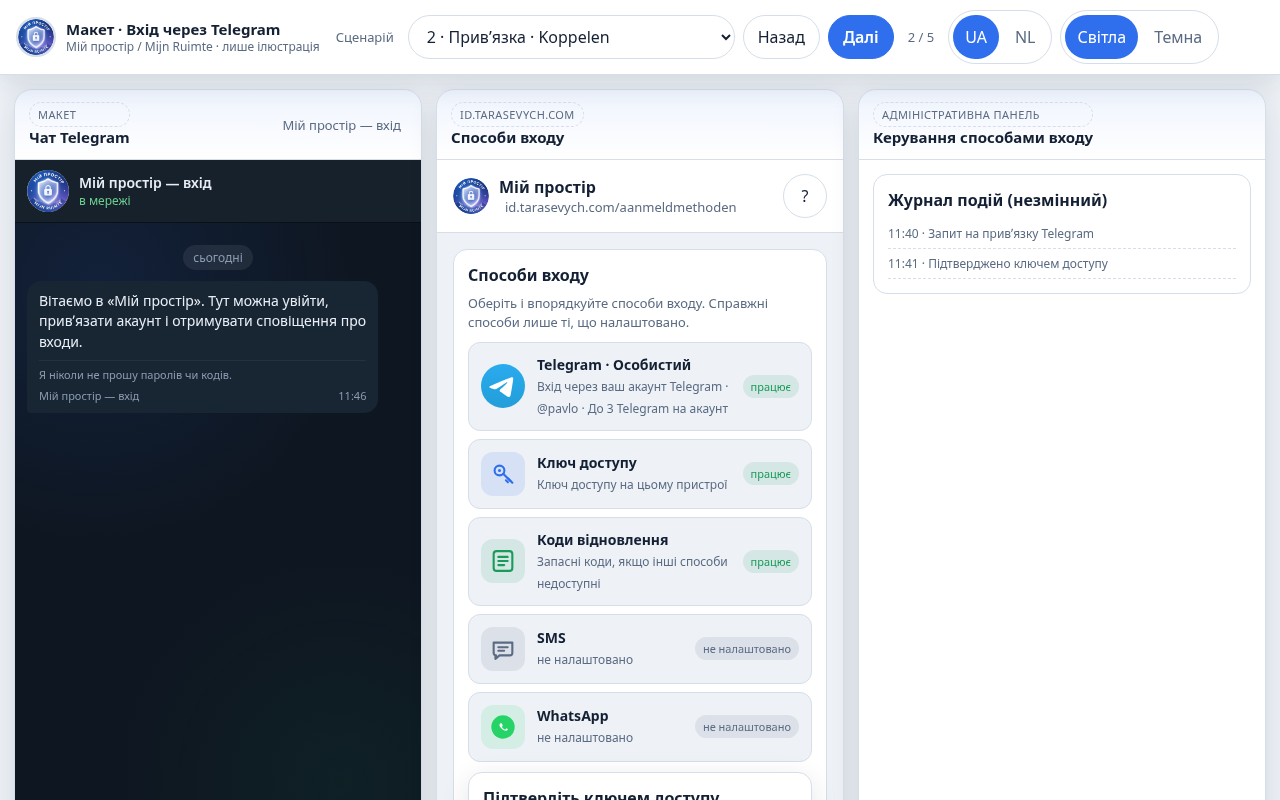 Макет · Вхід через Telegram
Мій простір / Mijn Ruimte · лише ілюстрація
Сценарій
2 · Прив’язка · Koppelen
Назад
Далі
2 / 5
UA
NL
Світла
Темна
МАКЕТ
Чат Telegram
Мій простір — вхід
Мій простір — вхід
в мережі
сьогодні
Вітаємо в «Мій простір». Тут можна увійти,
прив’язати акаунт і отримувати сповіщення про
входи.
Я ніколи не прошу паролів чи кодів.
Мій простір — вхід
11:46
ID.TARASEVYCH.COM
Способи входу
Мій простір
id.tarasevych.com/aanmeldmethoden
?
Способи входу
Оберіть і впорядкуйте способи входу. Справжні
способи лише ті, що налаштовано.
Telegram · Особистий
Вхід через ваш акаунт Telegram ·
@pavlo · До 3 Telegram на акаунт
працює
Ключ доступу
Ключ доступу на цьому пристрої
працює
Коди відновлення
Запасні коди, якщо інші способи
недоступні
працює
SMS
не налаштовано
не налаштовано
WhatsApp
не налаштовано
не налаштовано
Підтвердіть ключем доступу
АДМІНІСТРАТИВНА ПАНЕЛЬ
Керування способами входу
Журнал подій (незмінний)
11:40 · Запит на прив’язку Telegram
11:41 · Підтверджено ключем доступу